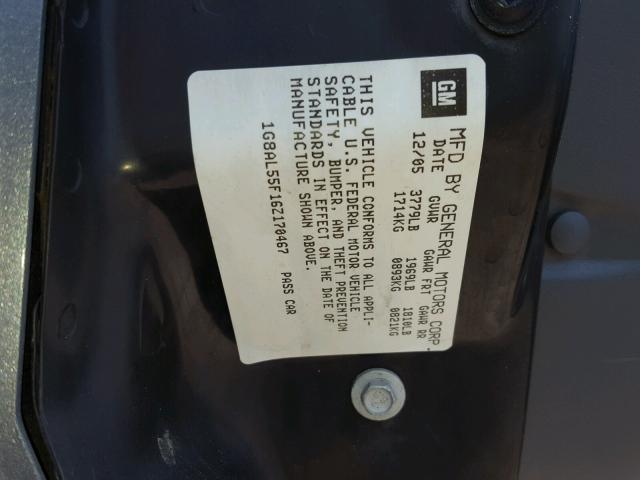 GM MFD BY GENERAL MOTORS CORP.
DATE GVWR GAWR FRT GAWR RR
12/05 3779LB 1969LB 1810LB
1714KG 0893KG 0821KG
THIS VEHICLE CONFORMS TO ALL APPLI-
CABLE U.S. FEDERAL MOTOR VEHICLE
SAFETY, BUMPER, AND THEFT PREVENTION
STANDARDS IN EFFECT ON THE DATE OF
MANUFACTURE SHOWN ABOVE.
1G8AL55F16Z170467 PASS CAR